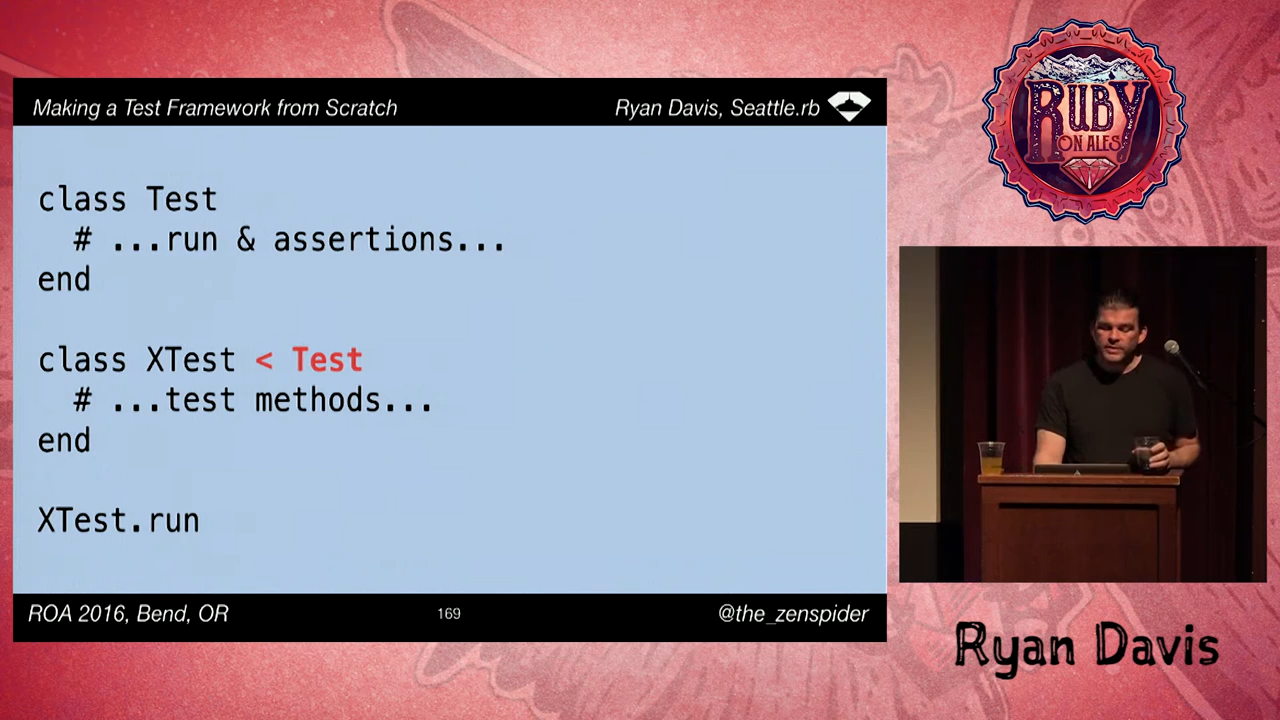 Making a Test Framework from Scratch
Ryan Davis, Seattle.rb
class Test
  # ...run & assertions...
end
class XTest < Test
  # ...test methods...
end
XTest.run
ROA 2016, Bend, OR
169
@the_zenspider
RUBY
ON ALES
Ryan Davis